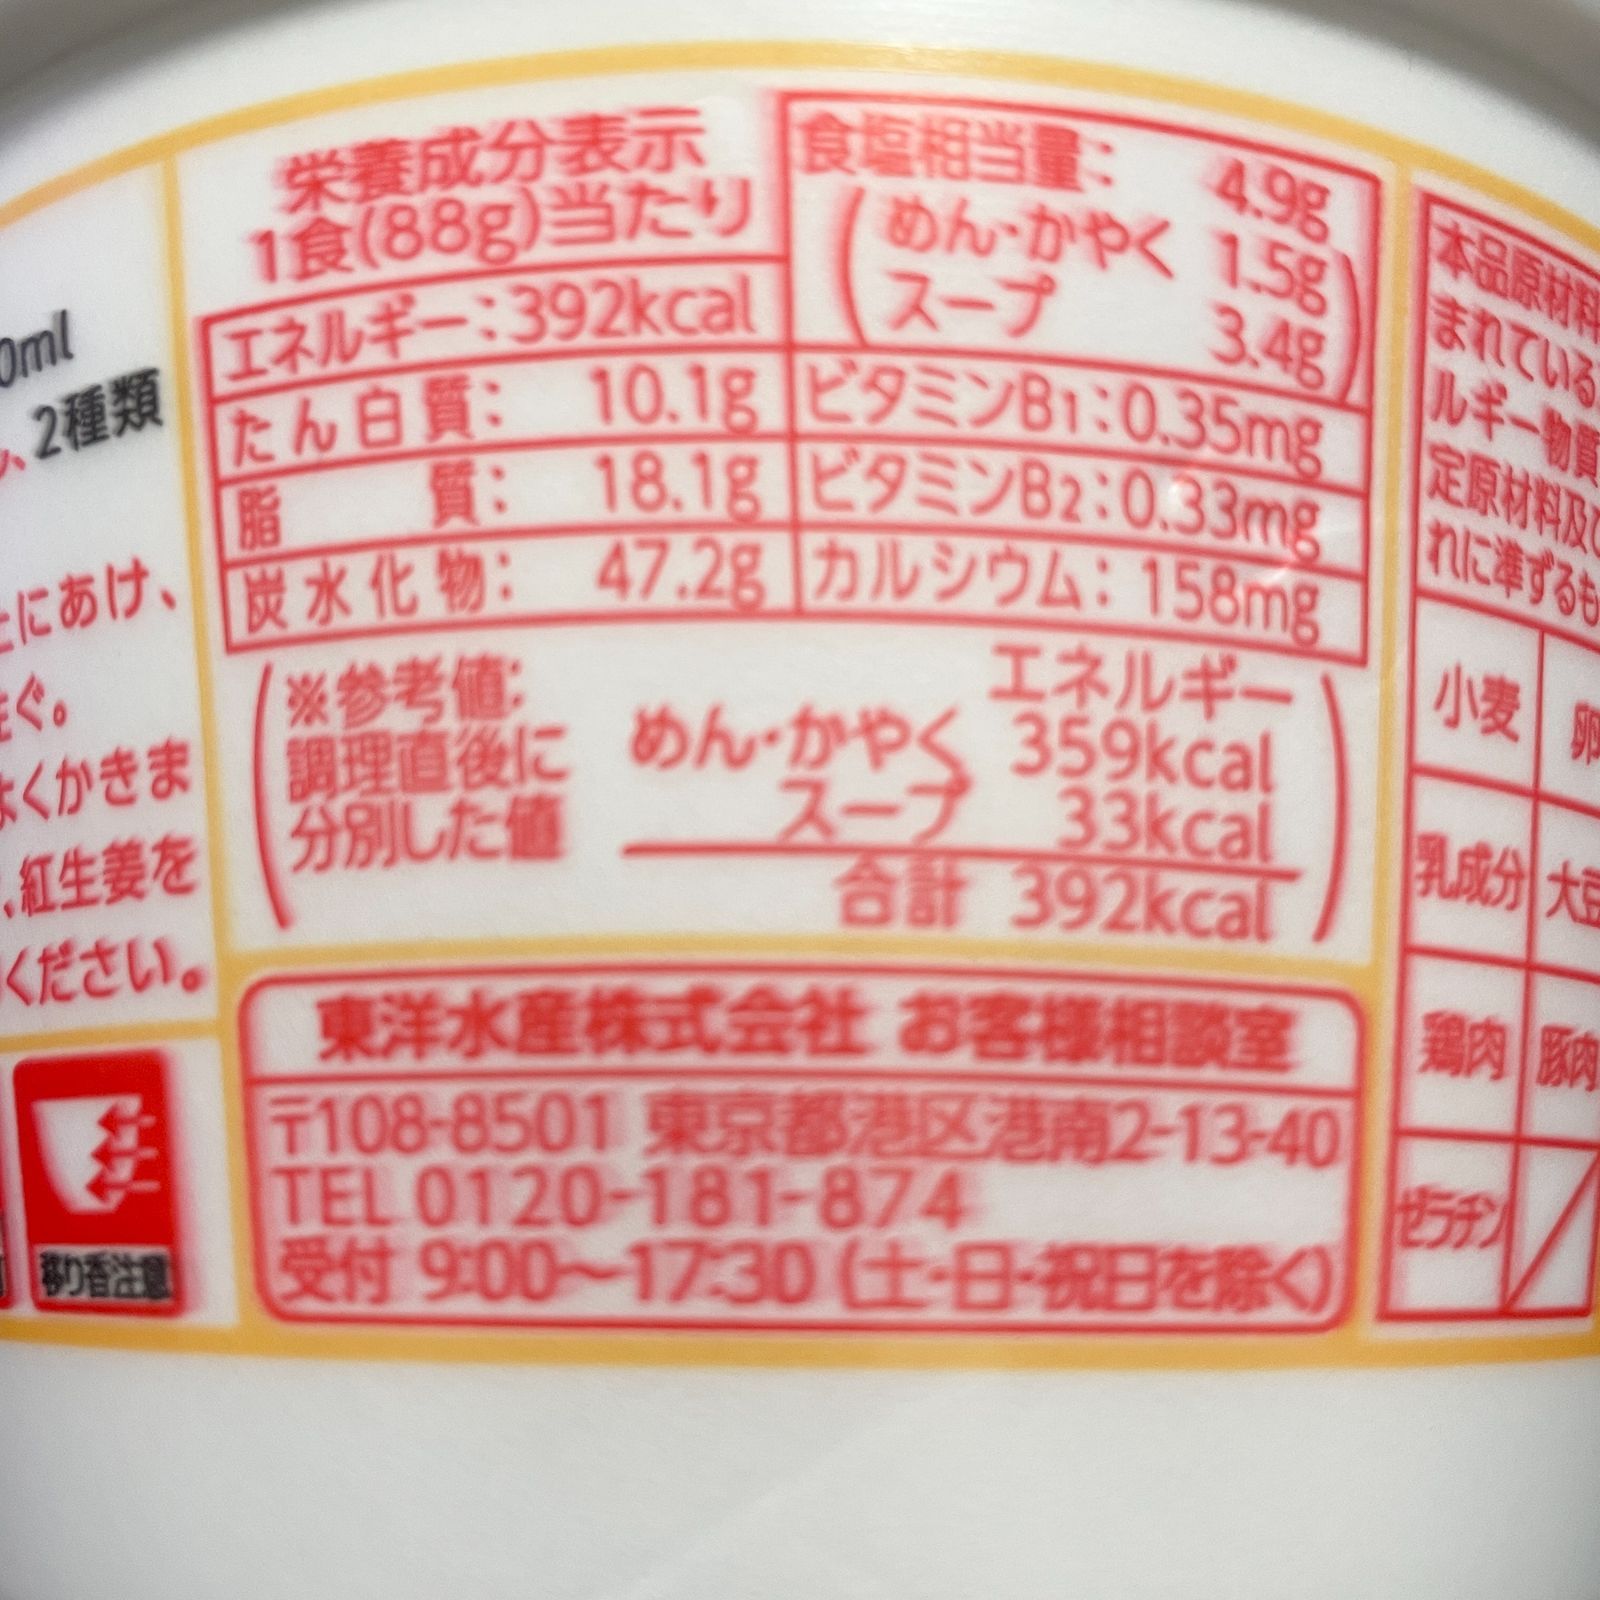 0ml
2種類
にあけ、
ぐ。
よくかきま
、紅生姜を
ください。
移り香注意
栄養成分表示
1食(88g)当たり
エネルギー:392kcal
たん白質: 10.1g
脂質: 18.1g
炭水化物: 47.2g
食塩相当量: 4.9g
(めん・かやく 1.5g
スープ 3.4g)
ビタミンB1:0.35mg
ビタミンB2:0.33mg
カルシウム: 158mg
(※参考値:
調理直後に
分別した値
エネルギー
めん・かやく 359kcal
スープ 33kcal
合計 392kcal)
東洋水産株式会社 お客様相談室
〒108-8501 東京都港区港南2-13-40
TEL 0120-181-874
受付 9:00〜17:30 (土・日・祝日を除く)
本品原材料
まれている
ルギー物質
定原材料及び
れに準ずるも
小麦 卵
乳成分 大豆
鶏肉 豚肉
ゼラチン